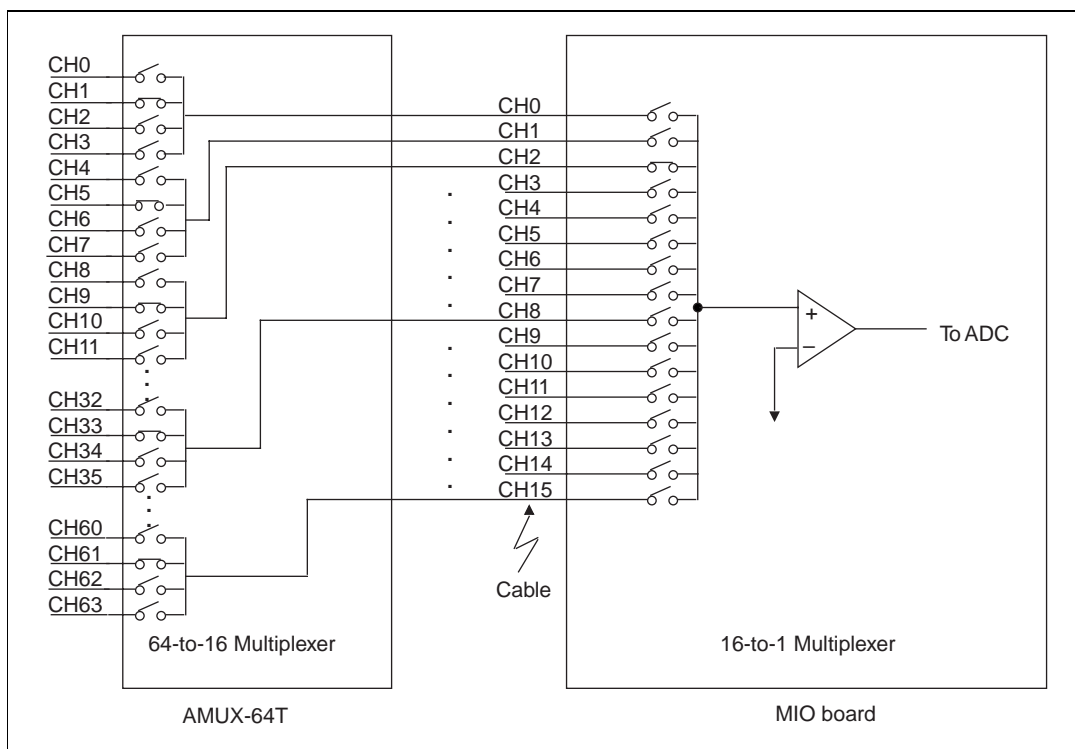 CH0
CH1
CH2
CH3
CH4
CH5
CH6
CH7
CH8
CH9
CH10
CH11
CH32
CH33
CH34
CH35
CH60
CH61
CH62
CH63
64-to-16 Multiplexer
AMUX-64T
CH0
CH1
CH2
CH3
CH4
CH5
CH6
CH7
CH8
CH9
CH10
CH11
CH12
CH13
CH14
CH15
Cable
+
−
To ADC
16-to-1 Multiplexer
MIO board